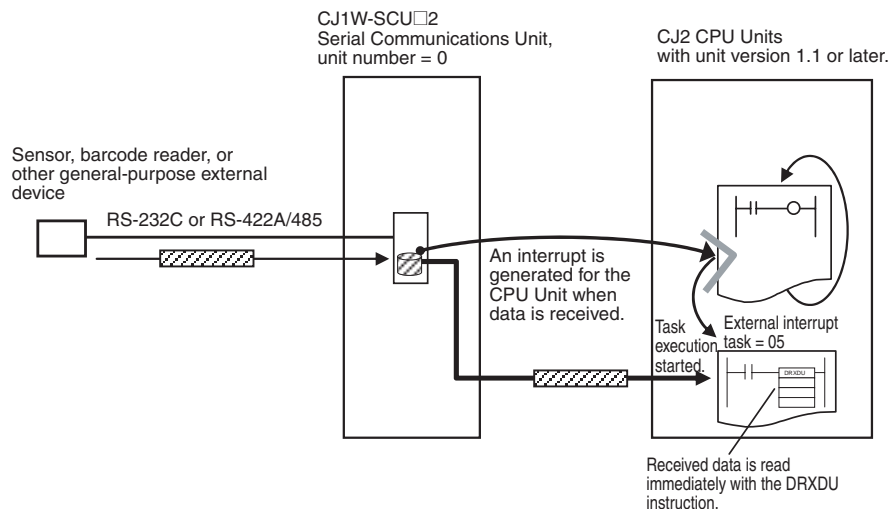 CJ1W-SCU□2
Serial Communications Unit,
unit number = 0
CJ2 CPU Units
with unit version 1.1 or later.
Sensor, barcode reader, or
other general-purpose external
device
RS-232C or RS-422A/485
An interrupt is
generated for the
CPU Unit when
data is received.
Task
execution
started.
External interrupt
task = 05
DRXDU
Received data is read
immediately with the DRXDU
instruction.